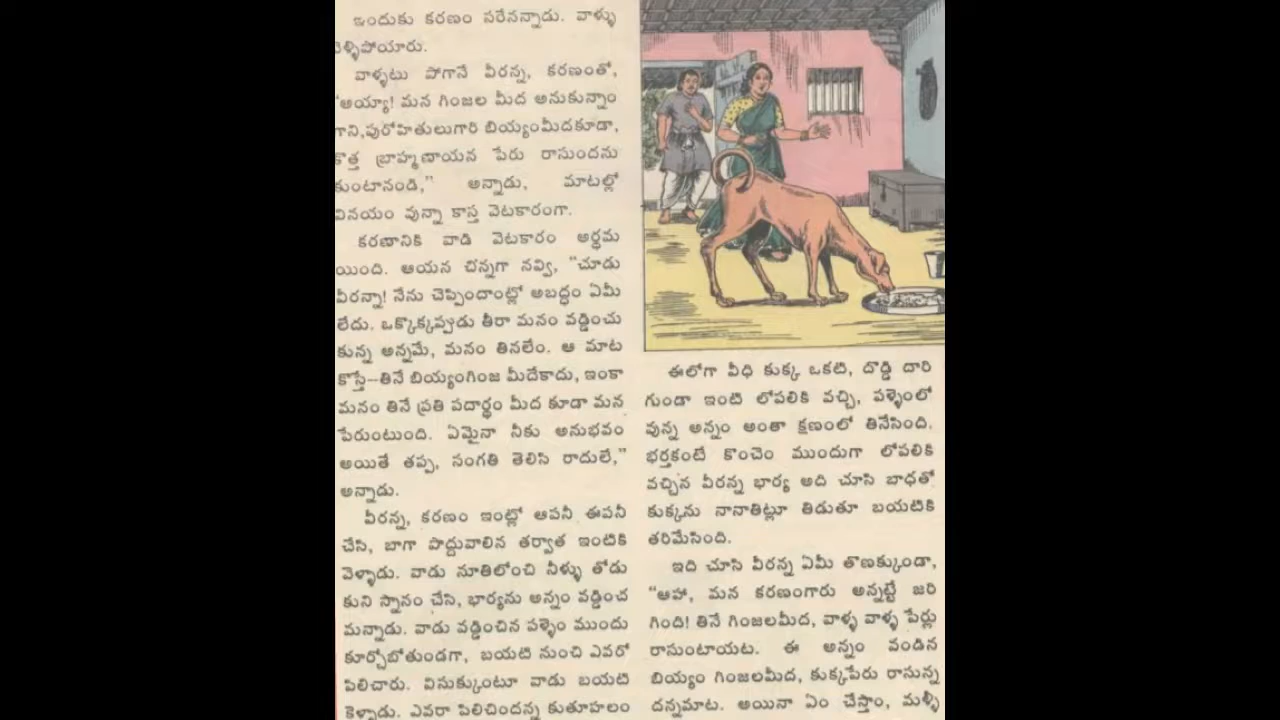 ఇందుకు కరణం సరేనన్నాడు. వాళ్ళు
వెళ్ళిపోయారు.
వాళ్ళటు పోగానే వీరన్న, కరణంతో,
"అయ్యా! మన గింజల మీద అనుకున్నాం
గాని,పురోహితులుగారి బియ్యంమీదకూడా,
కొత్త బ్రాహ్మణాయన పేరు రాసుందను
కుంటానండి," అన్నాడు, మాటల్లో
వినయం వున్నా కాస్త వెటకారంగా.
కరణానికి వాడి వెటకారం అర్థమ
యింది. ఆయన చిన్నగా నవ్వి, "చూడు
వీరన్నా! నేను చెప్పిందాంట్లో అబద్ధం ఏమీ
లేదు. ఒక్కొక్కప్పుడు తీరా మనం వడ్డించు
కున్న అన్నమే, మనం తినలేం. ఆ మాట
కొస్తే—తినే బియ్యంగింజ మీదేకాదు, ఇంకా
మనం తినే ప్రతి పదార్థం మీద కూడా మన
పేరుంటుంది. ఏమైనా నీకు అనుభవం
అయితే తప్ప, సంగతి తెలిసి రాదులే,"
అన్నాడు.
వీరన్న, కరణం ఇంట్లో ఆపనీ ఈపనీ
చేసి, బాగా పొద్దువాలిన తర్వాత ఇంటికి
వెళ్ళాడు. వాడు నూతిలోంచి నీళ్ళు తోడు
కుని స్నానం చేసి, భార్యను అన్నం వడ్డించ
మన్నాడు. వాడు వడ్డించిన పళ్ళెం ముందు
కూర్చోబోతుండగా, బయటి నుంచి ఎవరో
పిలిచారు. విసుక్కుంటూ వాడు బయటి
కెళ్ళాడు. ఎవరా పిలిచిందన్న కుతూహలం
ఈలోగా వీధి కుక్క ఒకటి, దొడ్డి దారి
గుండా ఇంటి లోపలికి వచ్చి, పళ్ళెంలో
వున్న అన్నం అంతా క్షణంలో తినేసింది.
భర్తకంటే కొంచెం ముందుగా లోపలికి
వచ్చిన వీరన్న భార్య అది చూసి బాధతో
కుక్కను నానాతిట్లూ తిడుతూ బయటికి
తరిమేసింది.
ఇది చూసి వీరన్న ఏమీ తొణక్కుండా,
"ఆహా, మన కరణంగారు అన్నట్టే జరి
గింది! తినే గింజలమీద, వాళ్ళ వాళ్ళ పేర్లు
రాసుంటాయట. ఈ అన్నం వండిన
బియ్యం గింజలమీద, కుక్కపేరు రాసున్న
దన్నమాట. అయినా ఏం చేస్తాం, మళ్ళీ